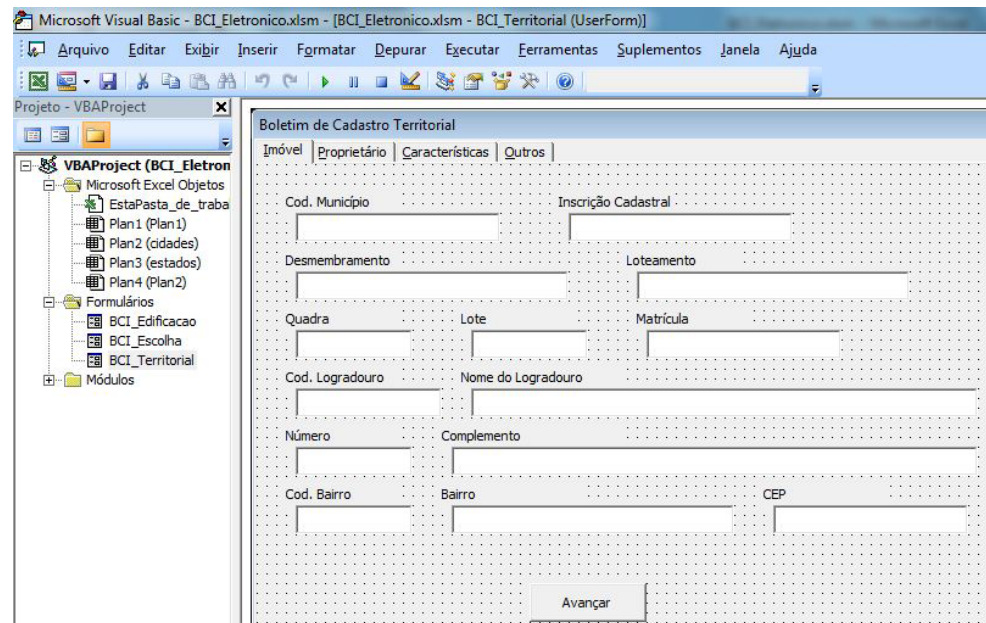 Microsoft Visual Basic - BCI_Eletronico.xlsm - [BCI_Eletronico.xlsm - BCI_Territorial (UserForm)]
Arquivo Editar Exibir Inserir Formatar Depurar Executar Ferramentas Suplementos Janela Ajuda
Projeto - VBAProject
VBAProject (BCI_Eletron
Microsoft Excel Objetos
EstaPasta_de_traba
Plan1 (Plan1)
Plan2 (cidades)
Plan3 (estados)
Plan4 (Plan2)
Formulários
BCI_Edificacao
BCI_Escolha
BCI_Territorial
Módulos
Boletim de Cadastro Territorial
Imóvel Proprietário Características Outros
Cod. Município Inscrição Cadastral
Desmembramento Loteamento
Quadra Lote Matrícula
Cod. Logradouro Nome do Logradouro
Número Complemento
Cod. Bairro Bairro CEP
Avançar